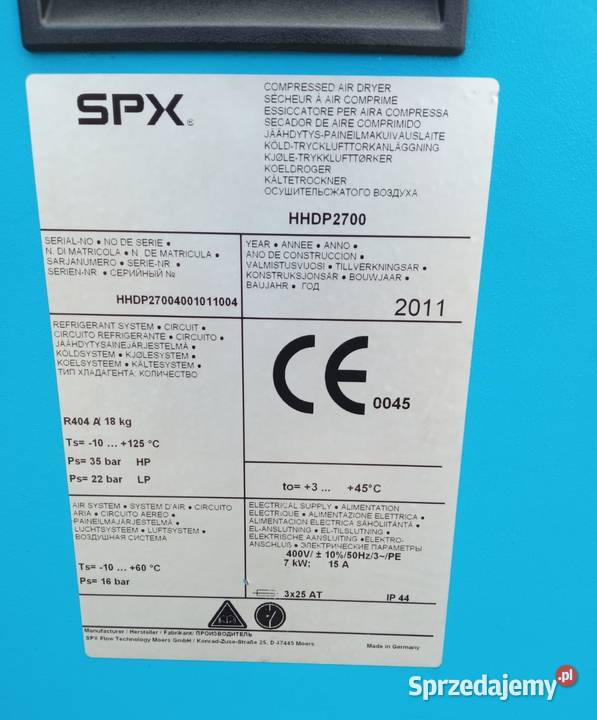 SPX®
COMPRESSED AIR DRYER
SÉCHEUR À AIR COMPRIME
ESSICCATORE PER ARIA COMPRESSA
SECADOR DE AIRE COMPRIMIDO
JÄÄHDYTYS-PAINEILMAKUIVAUSLAITE
KÖLD-TRYCKLUFTTORKANLÄGGNING
KJØLE-TRYKKLUFTTØRKER
KOELDROGER
KÄLTETROCKNER
ОСУШИТЕЛЬСЖАТОГО ВОЗДУХА
HHDP2700
SERIAL-NO • NO DE SERIE •
N. DI MATRICOLA • N DE MATRICULA •
SARJANUMERO • SERIE-NR •
SERIEN-NR • СЕРИЙНЫЙ №
HHDP27004001011004
YEAR • ANNEE • ANNO •
ANO DE CONSTRUCCION •
VALMISTUSVUOSI • TILLVERKNINGSAR •
KONSTRUKSJONSÅR • BOUWJAAR •
BAUJAHR • ГОД
2011
REFRIGERANT SYSTEM • CIRCUIT •
CIRCUITO REFRIGERANTE • CIRCUITO •
JÄÄHDYTYSAINEJÄRJESTELMÄ •
KÖLDSYSTEM • KJØLESYSTEM •
KOELSYSTEEM • KÄLTESYSTEM •
ТИП ХЛАДАГЕНТА: КОЛИЧЕСТВО
R404 A/ 18 kg
Ts= -10 ... +125 °C
Ps= 35 bar HP
Ps= 22 bar LP
CE 0045
to= +3 ... +45°C
AIR SYSTEM • SYSTEM D'AIR • CIRCUITO
ARIA • CIRCUITO AEREO •
PAINEILMAJÄRJESTELMÄ •
LUCHTSYSTEEM • LUFTSYSTEM •
ВОЗДУШНАЯ СИСТЕМА
Ts= -10 ... +60 °C
Ps= 16 bar
ELECTRICAL SUPPLY • ALIMENTATION
ELECTRIQUE • ALIMENTAZIONE ELETTRICA •
ALIMENTACION ELECTRICA SÄHOLIITÄNTÄ •
EL-ANSLUTNING • EL-TILSLUTNING •
ELEKTRISCHE AANSLUITING •ELEKTRO-
ANSCHLUß • ЭЛЕКТРИЧЕСКИЕ ПАРАМЕТРЫ
400V/ ± 10%/50Hz/3~/PE
7 kW; 15 A
3x25 AT
IP 44
Manufacturer / Hersteller / Fabrikant/ ПРОИЗВОДИТЕЛЬ
SPX Flow Technology Moers GmbH / Konrad-Zuse-Straße 25, D-47445 Moers
Made in Germany
Sprzedajemy.pl